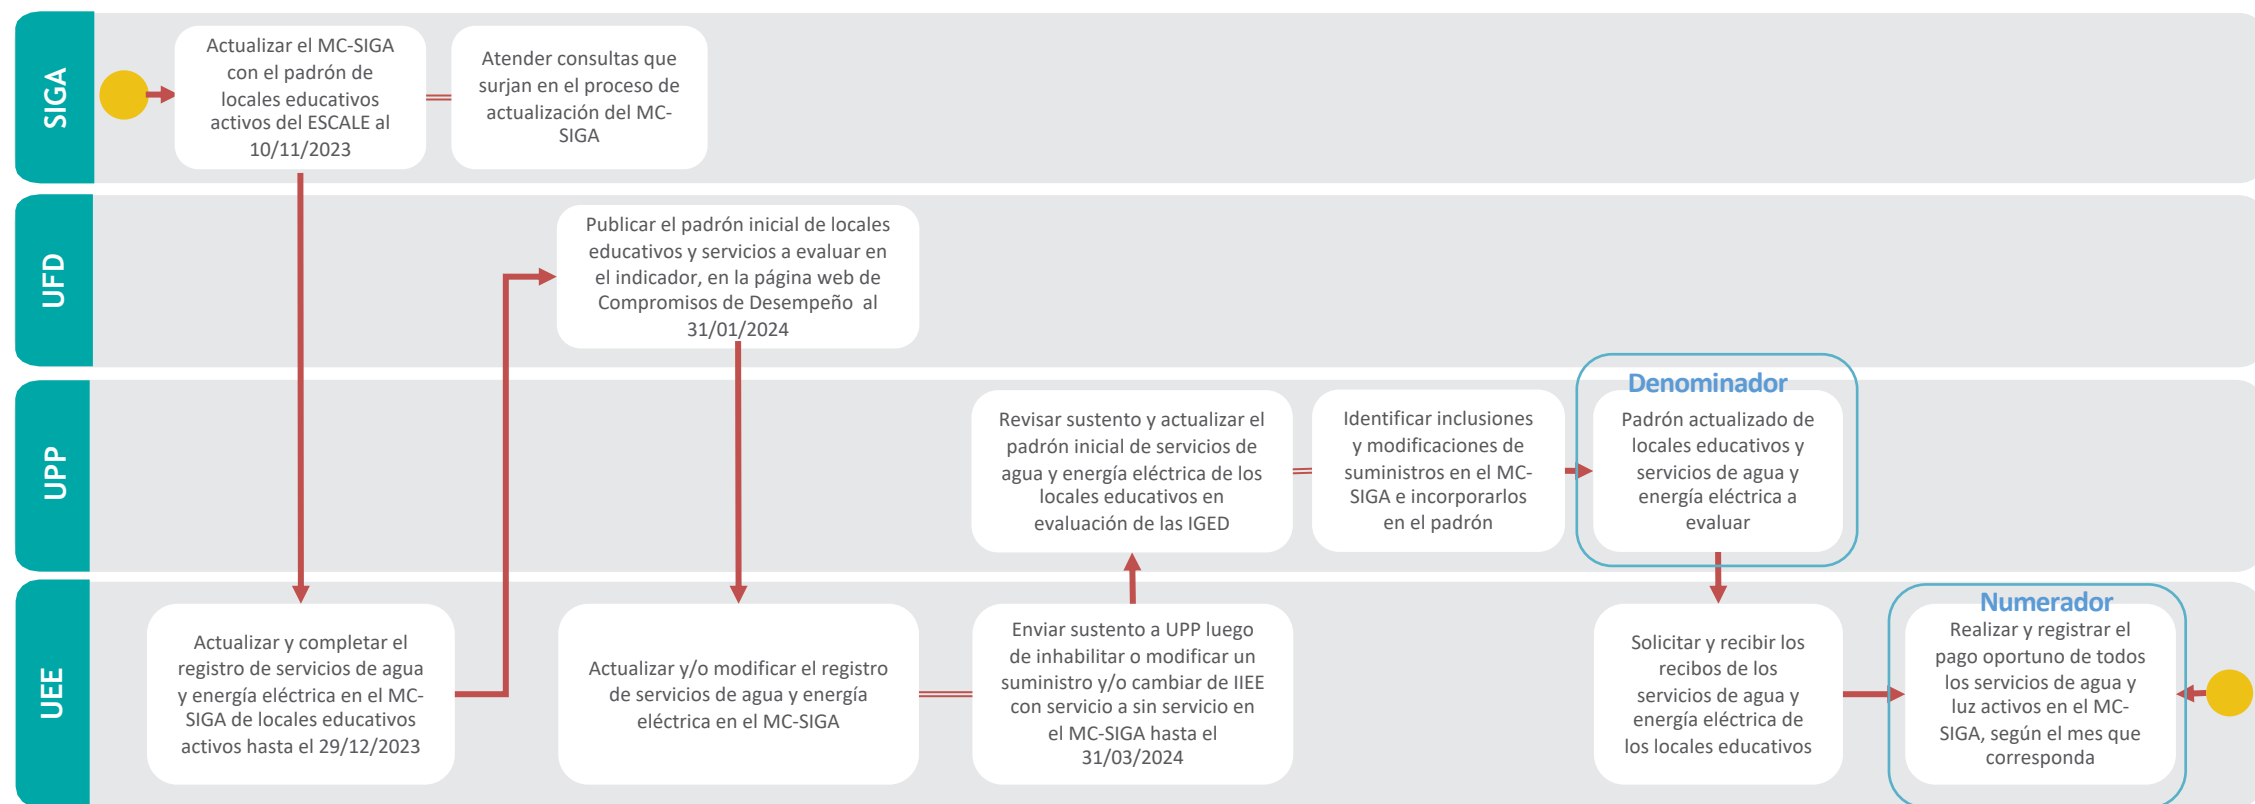 SIGA
Actualizar el MC-SIGA
con el padrón de
locales educativos
activos del ESCALE al
10/11/2023
Atender consultas que
surjan en el proceso de
actualización del MC-
SIGA
UFD
Publicar el padrón inicial de locales
educativos y servicios a evaluar en
el indicador, en la página web de
Compromisos de Desempeño al
31/01/2024
UPP
Revisar sustento y actualizar el
padrón inicial de servicios de
agua y energía eléctrica de los
locales educativos en
evaluación de las IGED
Identificar inclusiones
y modificaciones de
suministros en el MC-
SIGA e incorporarlos
en el padrón
Denominador
Padrón actualizado de
locales educativos y
servicios de agua y
energía eléctrica a
evaluar
UEE
Actualizar y completar el
registro de servicios de agua
y energía eléctrica en el MC-
SIGA de locales educativos
activos hasta el 29/12/2023
Actualizar y/o modificar el registro
de servicios de agua y energía
eléctrica en el MC-SIGA
Enviar sustento a UPP luego
de inhabilitar o modificar un
suministro y/o cambiar de IIEE
con servicio a sin servicio en
el MC-SIGA hasta el
31/03/2024
Solicitar y recibir los
recibos de los
servicios de agua y
energía eléctrica de
los locales educativos
Numerador
Realizar y registrar el
pago oportuno de todos
los servicios de agua y
luz activos en el MC-
SIGA, según el mes que
corresponda